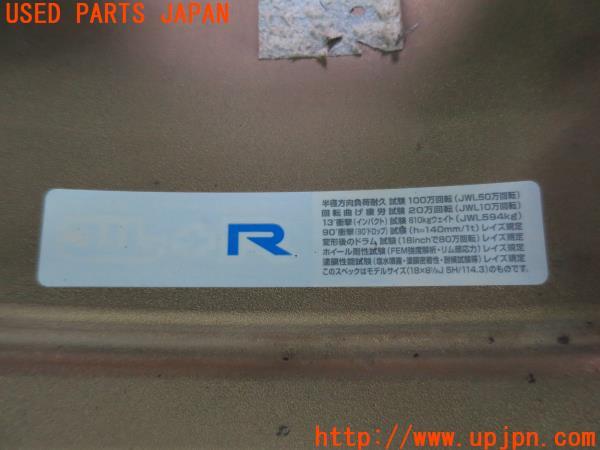 USED PARTS JAPAN
R
半径方向負荷耐久 試験 100万回転 (JWL50万回転)
回転曲げ疲労 試験 20万回転 (JWL10万回転)
13°衝撃 (インパクト) 試験 810kgウェイト (JWL594kg)
90°衝撃 (90ドロップ) 試験 (h=140mm/1t) レイズ規定
変形後のドラム 試験 (18inchで80万回転) レイズ規定
ホイール剛性試験 (FEM強度解析・リム部応力) レイズ規定
塗膜性能試験 (塩水噴霧・塗膜密着性・耐候試験等) レイズ規定
このスペックはモデルサイズ (18×8½J 5H/114.3) のものです。
http://www.upjpn.com/